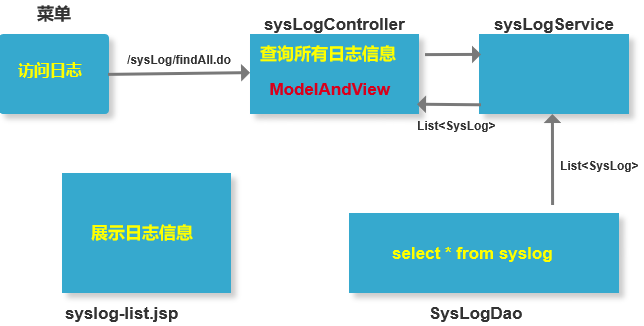 菜单
sysLogController
sysLogService
访问日志
/sysLog/findAll.do
查询所有日志信息
ModelAndView
List<SysLog>
List<SysLog>
展示日志信息
select * from syslog
syslog-list.jsp
SysLogDao